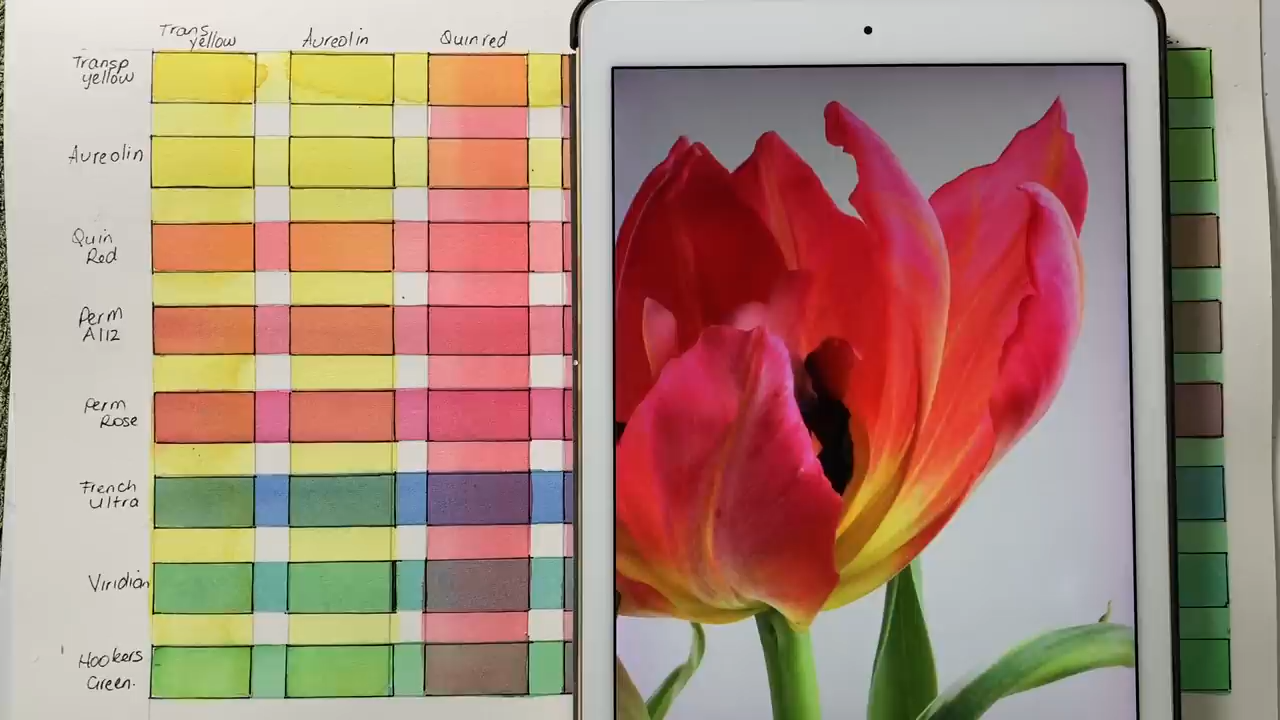 Trans yellow Aureolin Quin red
Transp
yellow
Aureolin
Quin
Red
Perm
Aliz
Perm
Rose
French
Ultra
Viridian
Hookers
Green.